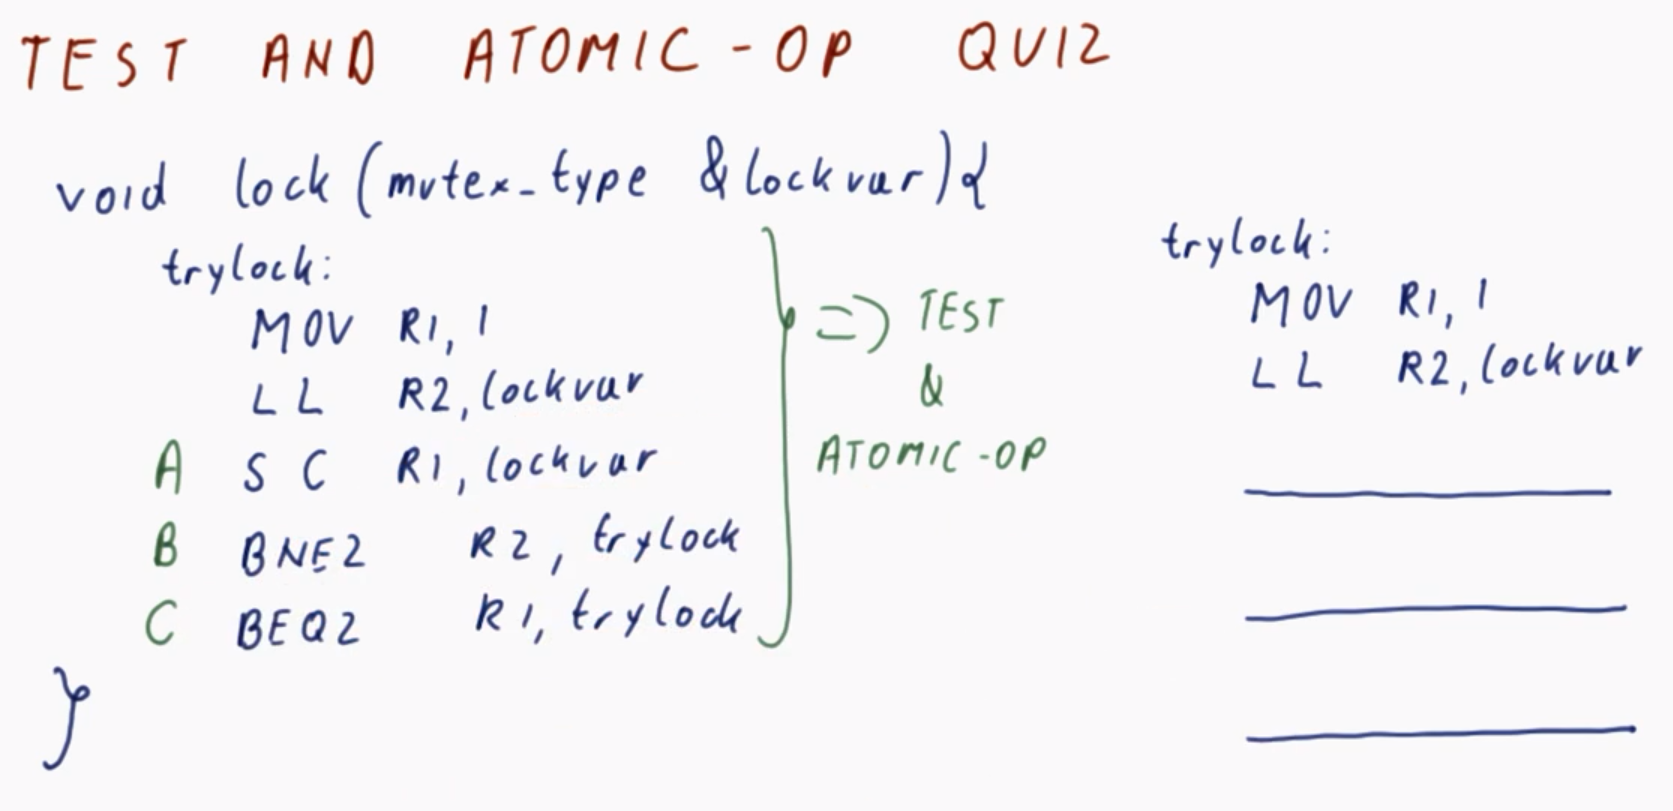 TEST AND ATOMIC-OP QUIZ
void lock (mutex_type &lockvar) {
trylock:
MOV R1, 1
LL R2, lockvar
A SC R1, lockvar
B BNEZ R2, trylock
C BEQZ R1, trylock
}
=> TEST
&
ATOMIC-OP
trylock:
MOV R1, 1
LL R2, lockvar